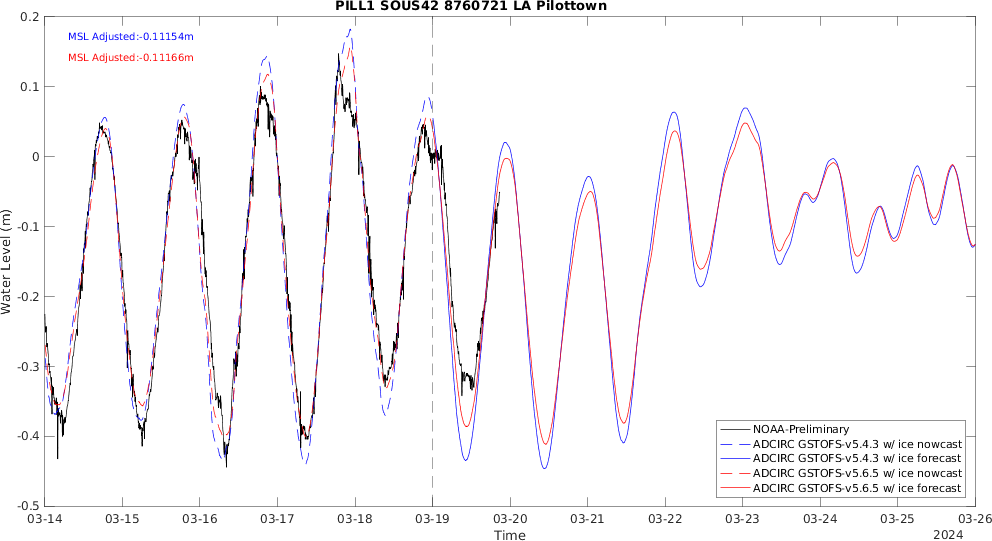 PILL1 SOUS42 8760721 LA Pilottown
MSL Adjusted:-0.11154m
MSL Adjusted:-0.11166m
0.2
0.1
0
-0.1
-0.2
-0.3
-0.4
-0.5
Water Level (m)
NOAA-Preliminary
ADCIRC GSTOFS-v5.4.3 w/ ice nowcast
ADCIRC GSTOFS-v5.4.3 w/ ice forecast
ADCIRC GSTOFS-v5.6.5 w/ ice nowcast
ADCIRC GSTOFS-v5.6.5 w/ ice forecast
03-14 03-15 03-16 03-17 03-18 03-19 03-20 03-21 03-22 03-23 03-24 03-25 03-26
Time
2024